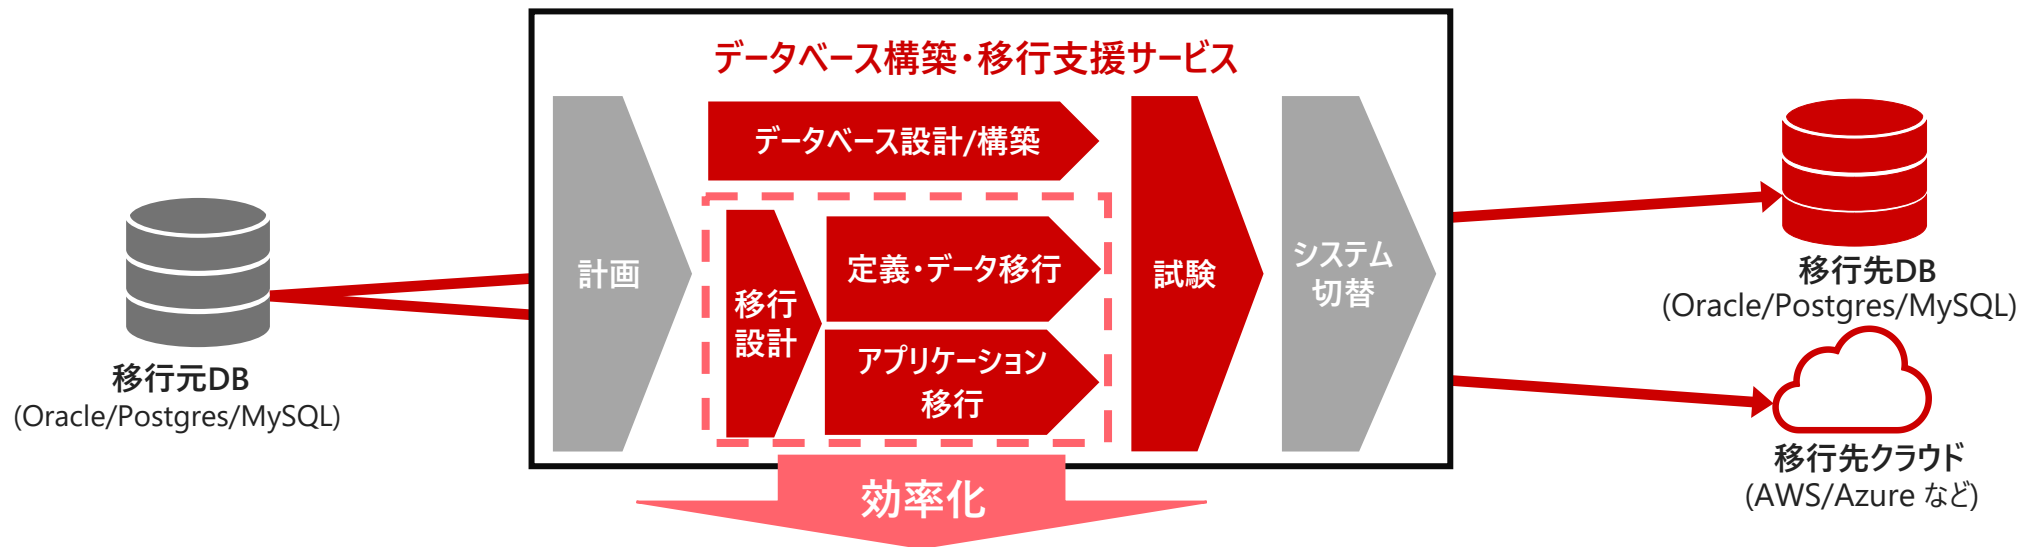 データベース構築・移行支援サービス
データベース設計/構築
計画
移行
設計
定義・データ移行
アプリケーション
移行
試験
システム
切替
効率化
移行元DB
(Oracle/Postgres/MySQL)
移行先DB
(Oracle/Postgres/MySQL)
移行先クラウド
(AWS/Azure など)